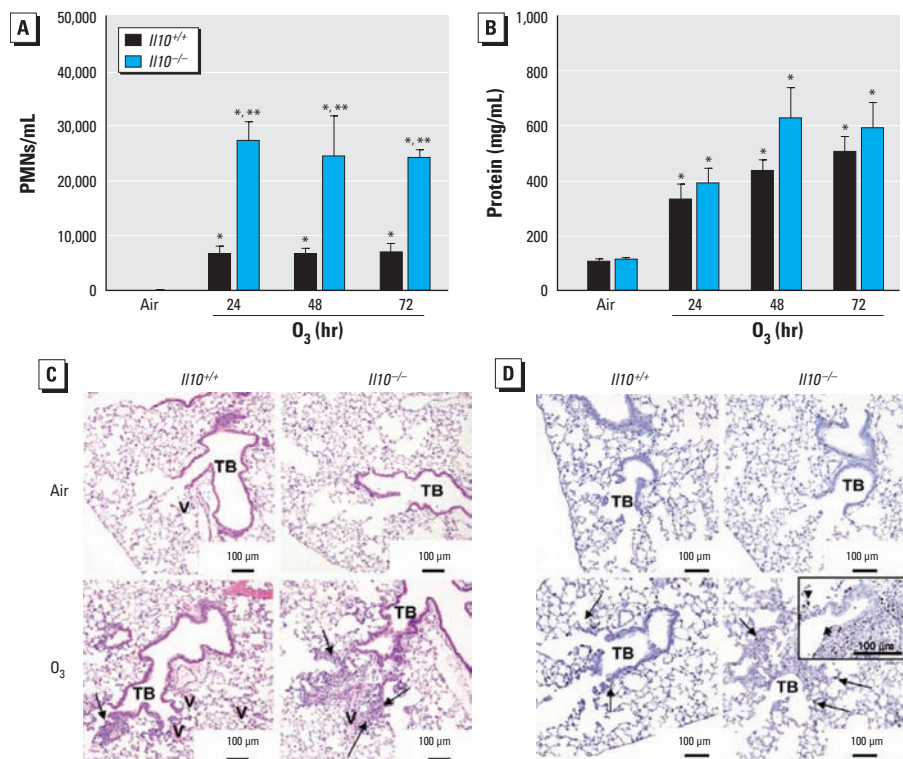 A
50,000
40,000
30,000
20,000
10,000
0
PMNs/mL
Il10+/+
Il10−/−
*
*, **
*
*, **
*
*, **
Air
24
48
72
O3 (hr)
B
1,000
800
600
400
200
0
Protein (mg/mL)
*
*
*
*
*
*
Air
24
48
72
O3 (hr)
C
Il10+/+
Il10−/−
Air
TB
V
100 µm
TB
100 µm
O3
TB
V
V
V
100 µm
TB
V
100 µm
D
Il10+/+
Il10−/−
TB
100 µm
TB
100 µm
TB
100 µm
100 µm
TB
100 µm